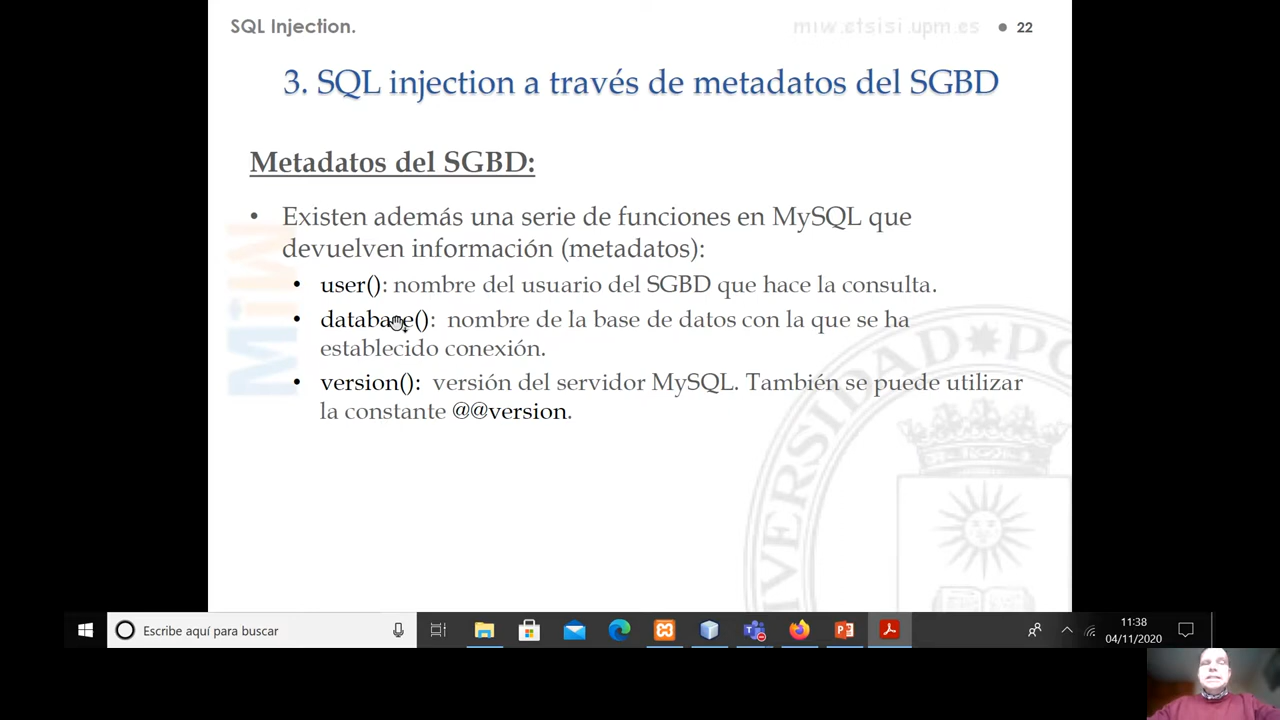 SQL Injection.
miw.etsisi.upm.es
22
3. SQL injection a través de metadatos del SGBD
Metadatos del SGBD:
• Existen además una serie de funciones en MySQL que
devuelven información (metadatos):
• user(): nombre del usuario del SGBD que hace la consulta.
• database(): nombre de la base de datos con la que se ha
establecido conexión.
• version(): versión del servidor MySQL. También se puede utilizar
la constante @@version.
MiW
VERSIDAD POL
Escribe aquí para buscar
11:38
04/11/2020